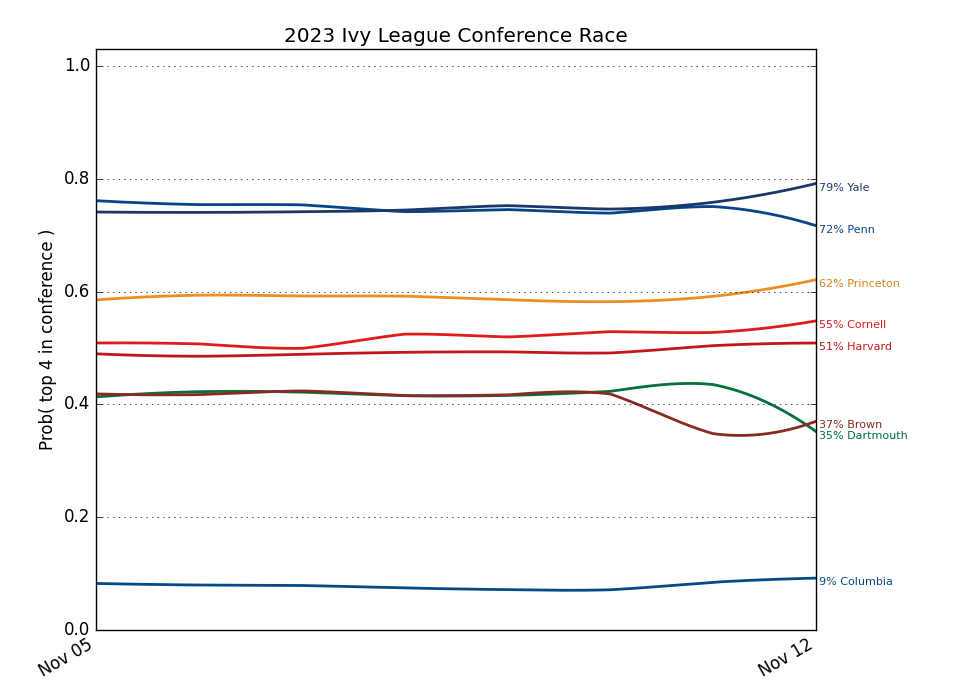 2023 Ivy League Conference Race
Prob( top 4 in conference )
1.0
0.8
0.6
0.4
0.2
0.0
79% Yale
72% Penn
62% Princeton
55% Cornell
51% Harvard
37% Brown
35% Dartmouth
9% Columbia
Nov 05
Nov 12